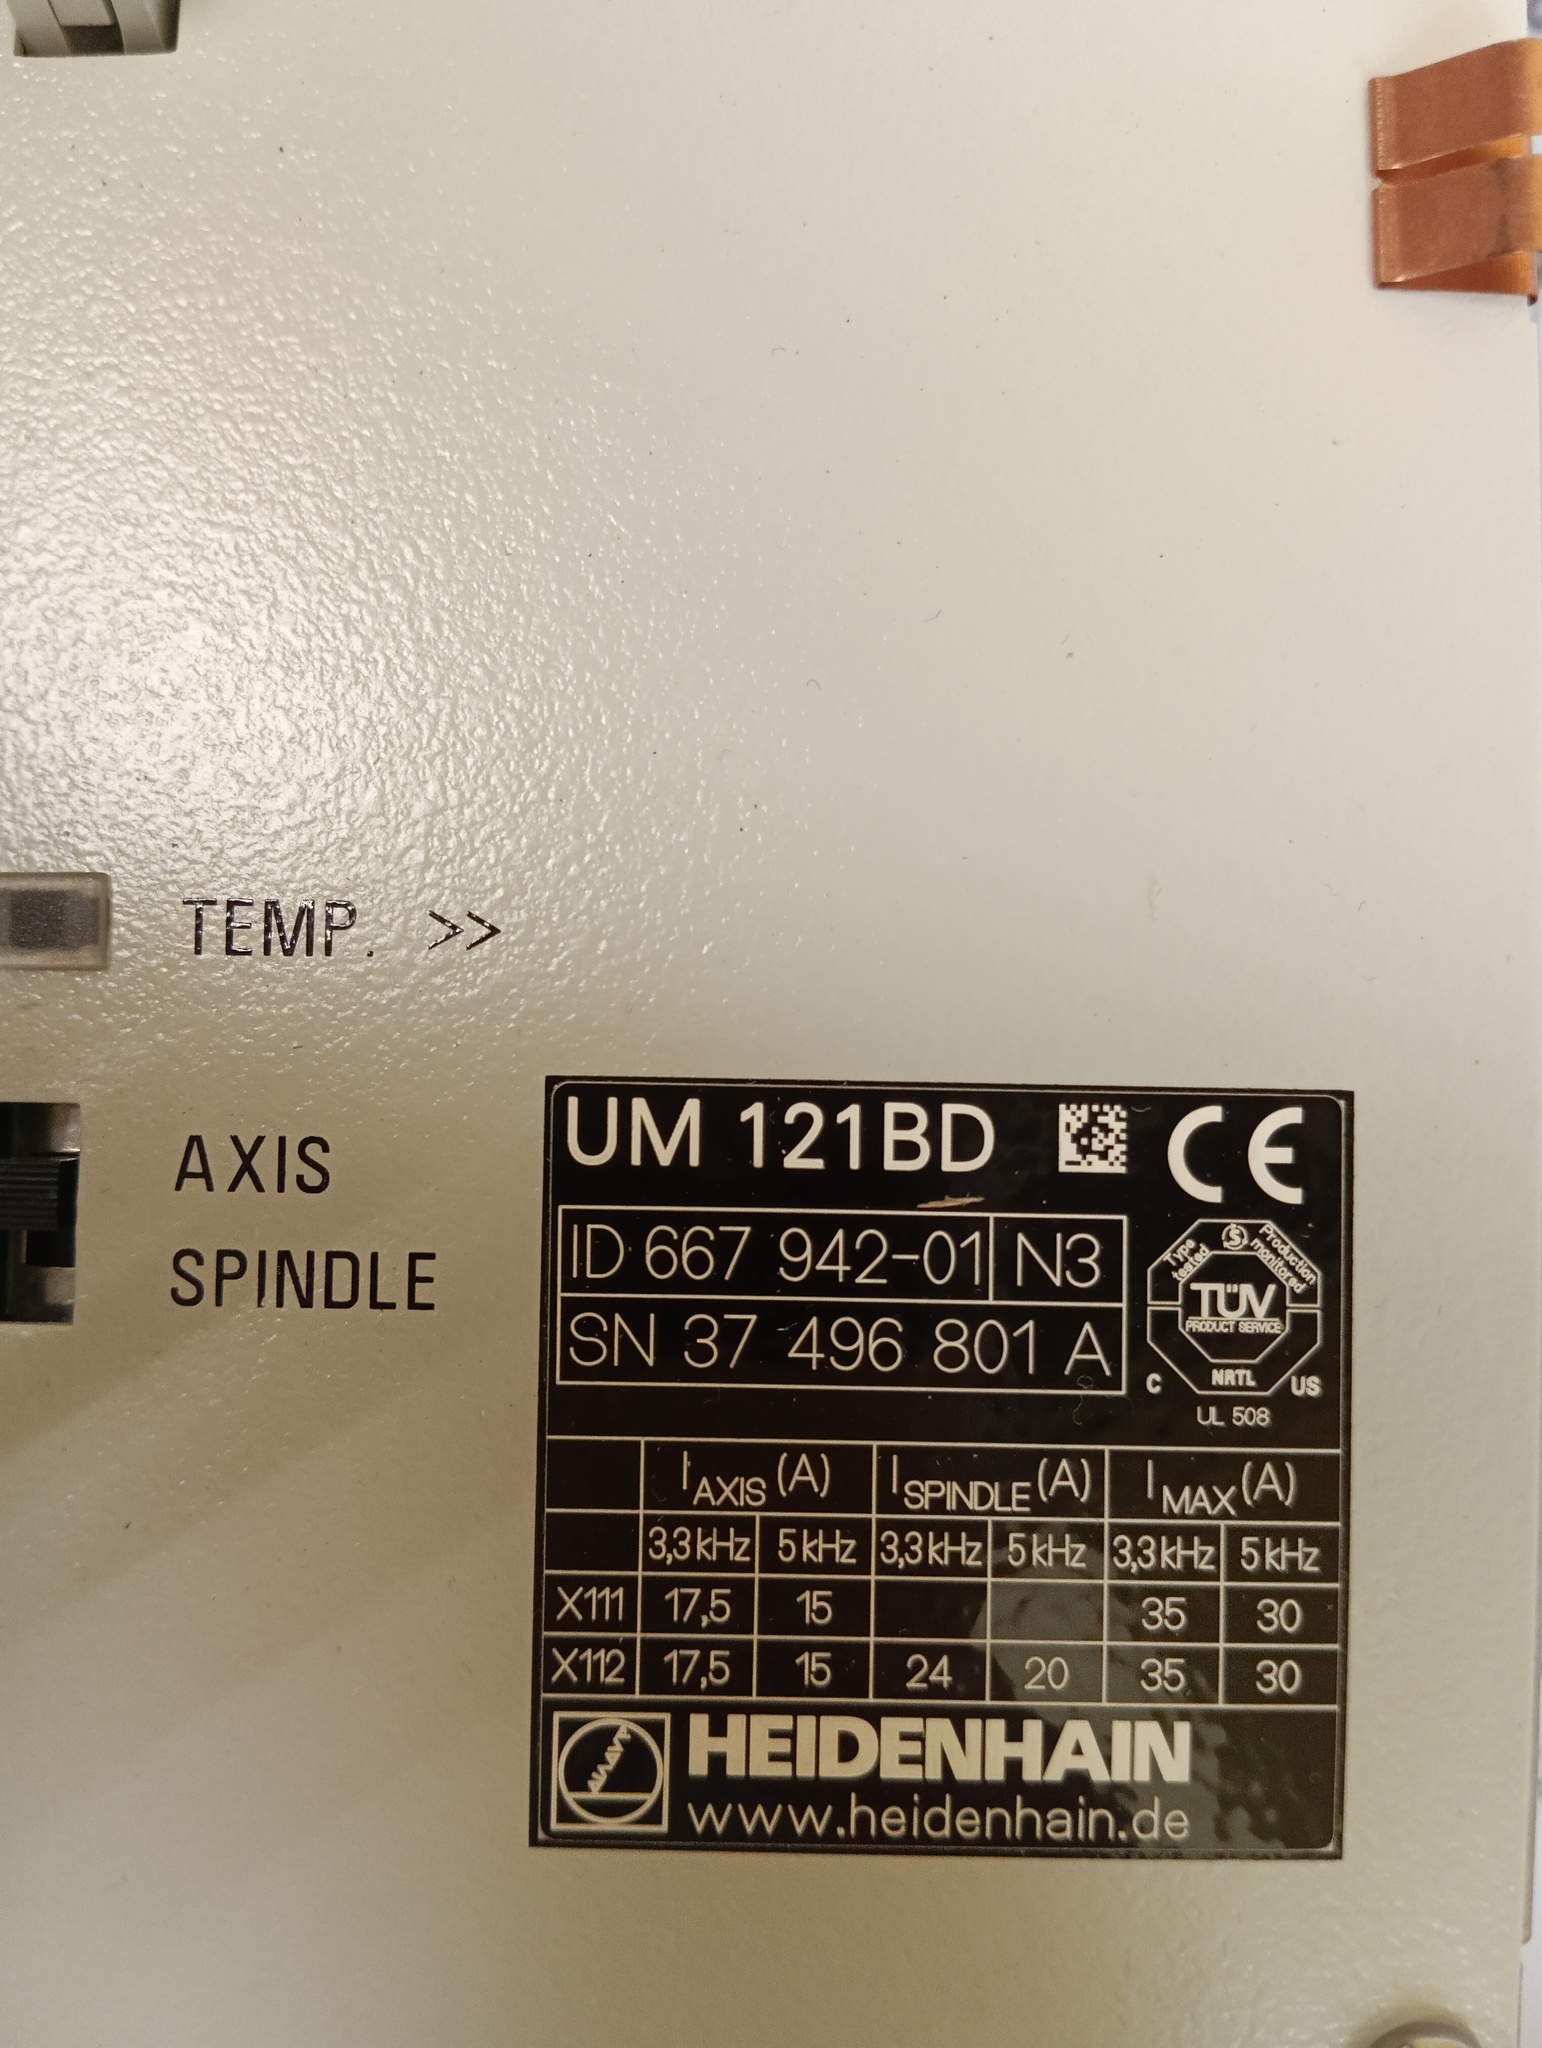 TEMP. >>
AXIS
SPINDLE
UM 121BD CE
ID 667 942-01 N3
SN 37 496 801 A
Type tested
Production monitored
TÜV
PRODUCT SERVICE
C NRTL US
UL 508
I AXIS (A) I SPINDLE (A) I MAX (A)
3,3 kHz 5 kHz 3,3 kHz 5 kHz 3,3 kHz 5 kHz
X111 17,5 15 35 30
X112 17,5 15 24 20 35 30
HEIDENHAIN
www.heidenhain.de